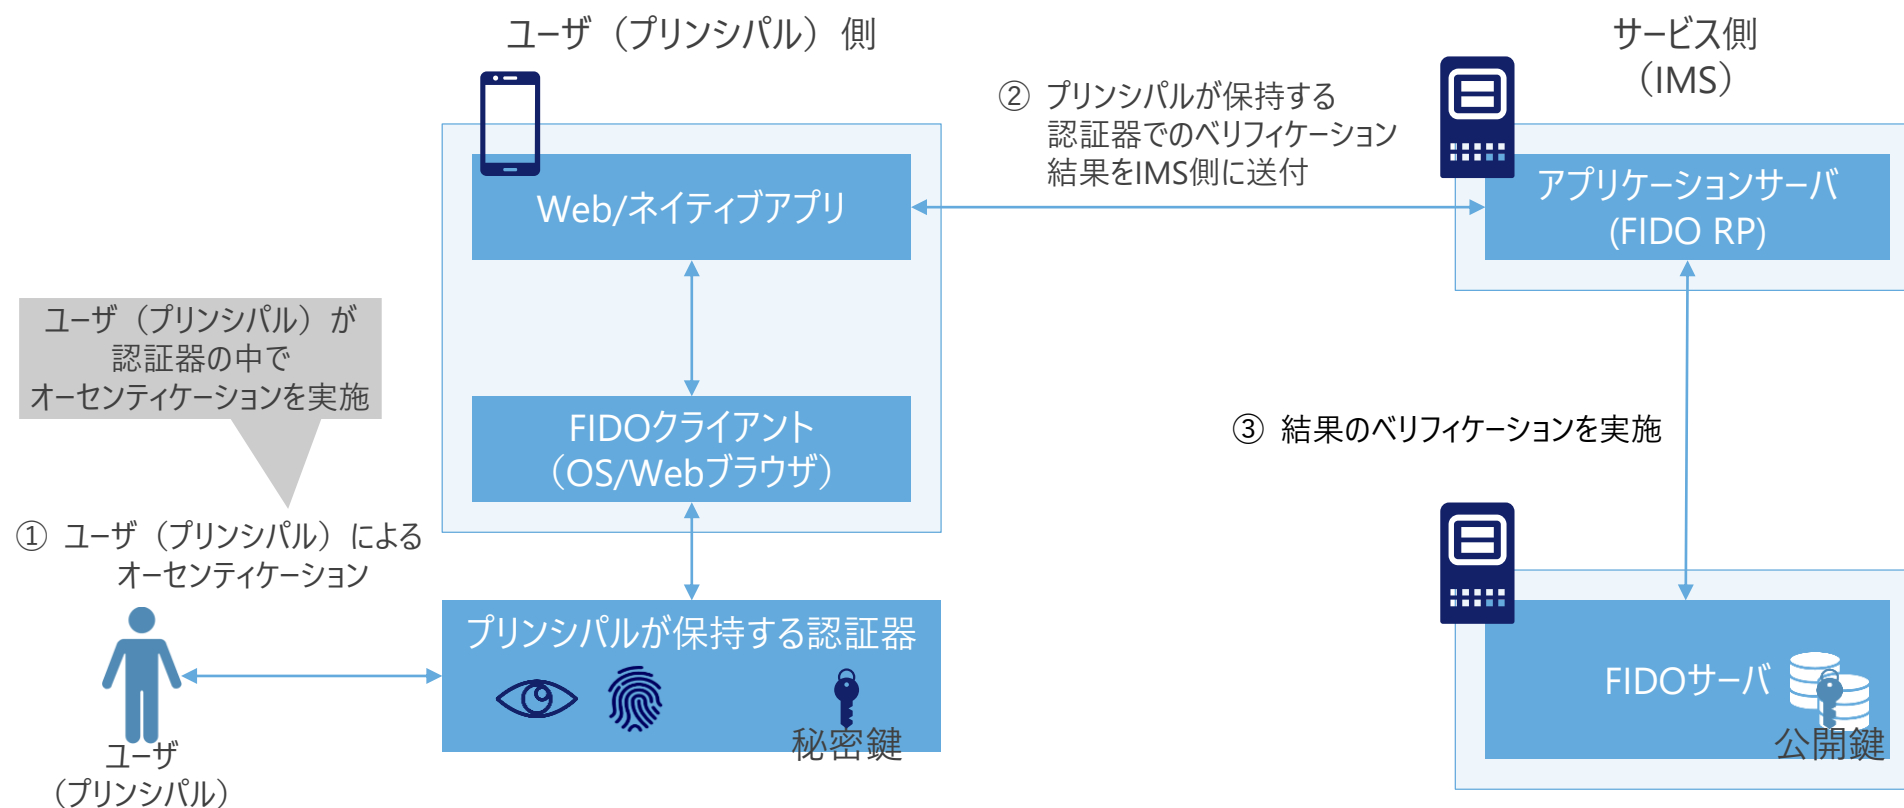 ユーザ（プリンシパル）側
サービス側
（IMS）
② プリンシパルが保持する
認証器でのベリフィケーション
結果をIMS側に送付
Web/ネイティブアプリ
アプリケーションサーバ
(FIDO RP)
ユーザ（プリンシパル）が
認証器の中で
オーセンティケーションを実施
FIDOクライアント
（OS/Webブラウザ）
③ 結果のベリフィケーションを実施
① ユーザ（プリンシパル）による
オーセンティケーション
プリンシパルが保持する認証器
秘密鍵
FIDOサーバ
公開鍵
ユーザ
（プリンシパル）